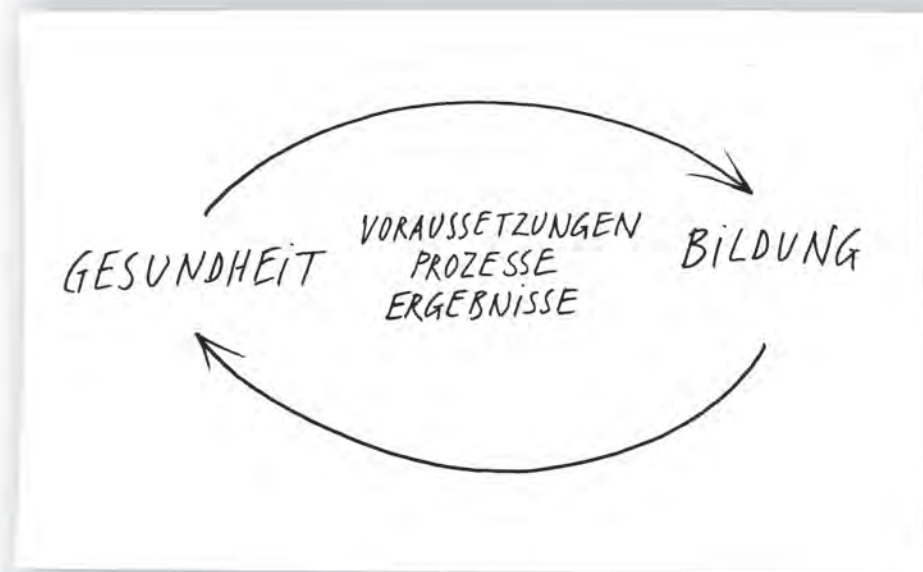 GESUNDHEIT
VORAUSSETZUNGEN
PROZESSE
ERGEBNISSE
BILDUNG